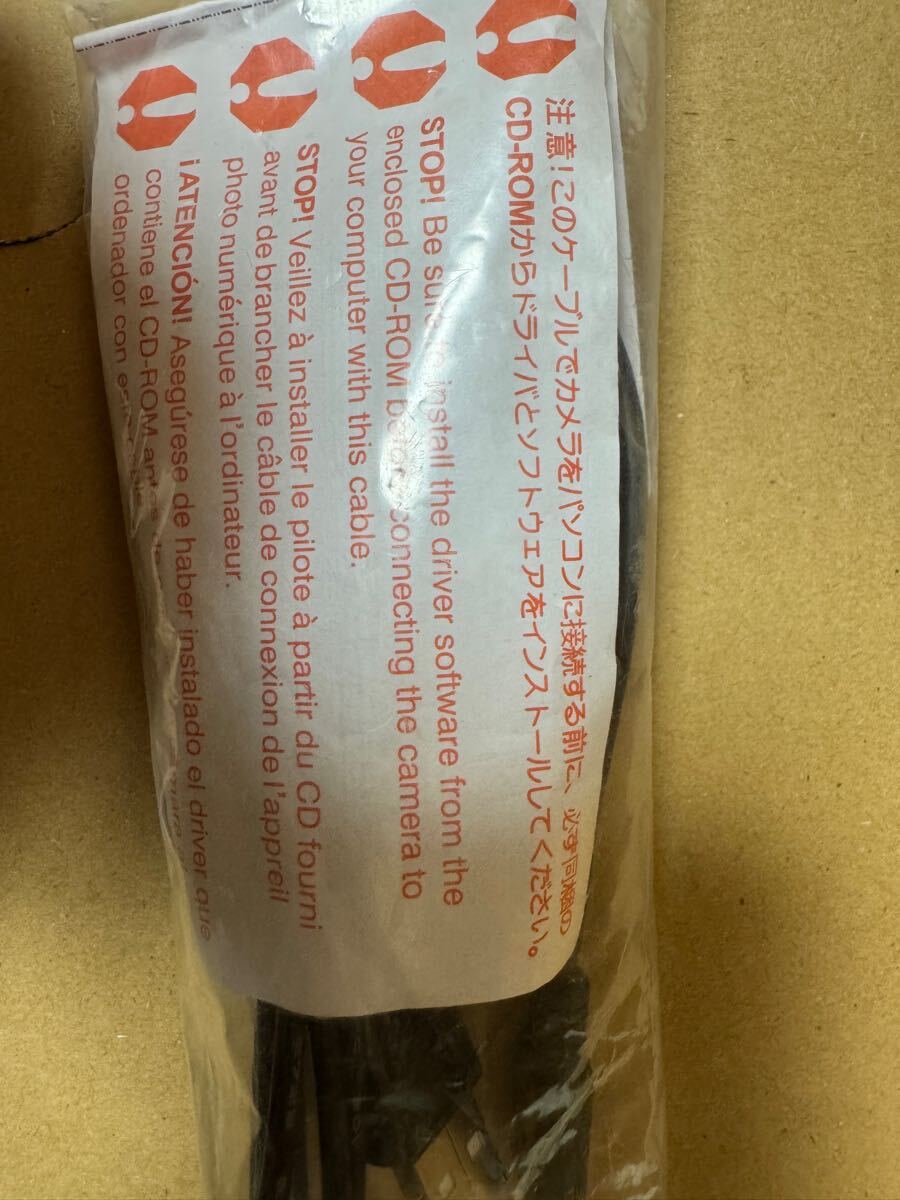 注意！このケーブルでカメラをパソコンに接続する前に、必ず同梱の
CD-ROMからドライバとソフトウェアをインストールしてください。
STOP! Be sure to install the driver software from the
enclosed CD-ROM before connecting the camera to
your computer with this cable.
STOP! Veillez à installer le pilote à partir du CD fourni
avant de brancher le câble de connexion de l'appreil
photo numérique à l'ordinateur.
¡ATENCIÓN! Asegúrese de haber instalado el driver que
contiene el CD-ROM antes
ordenador con